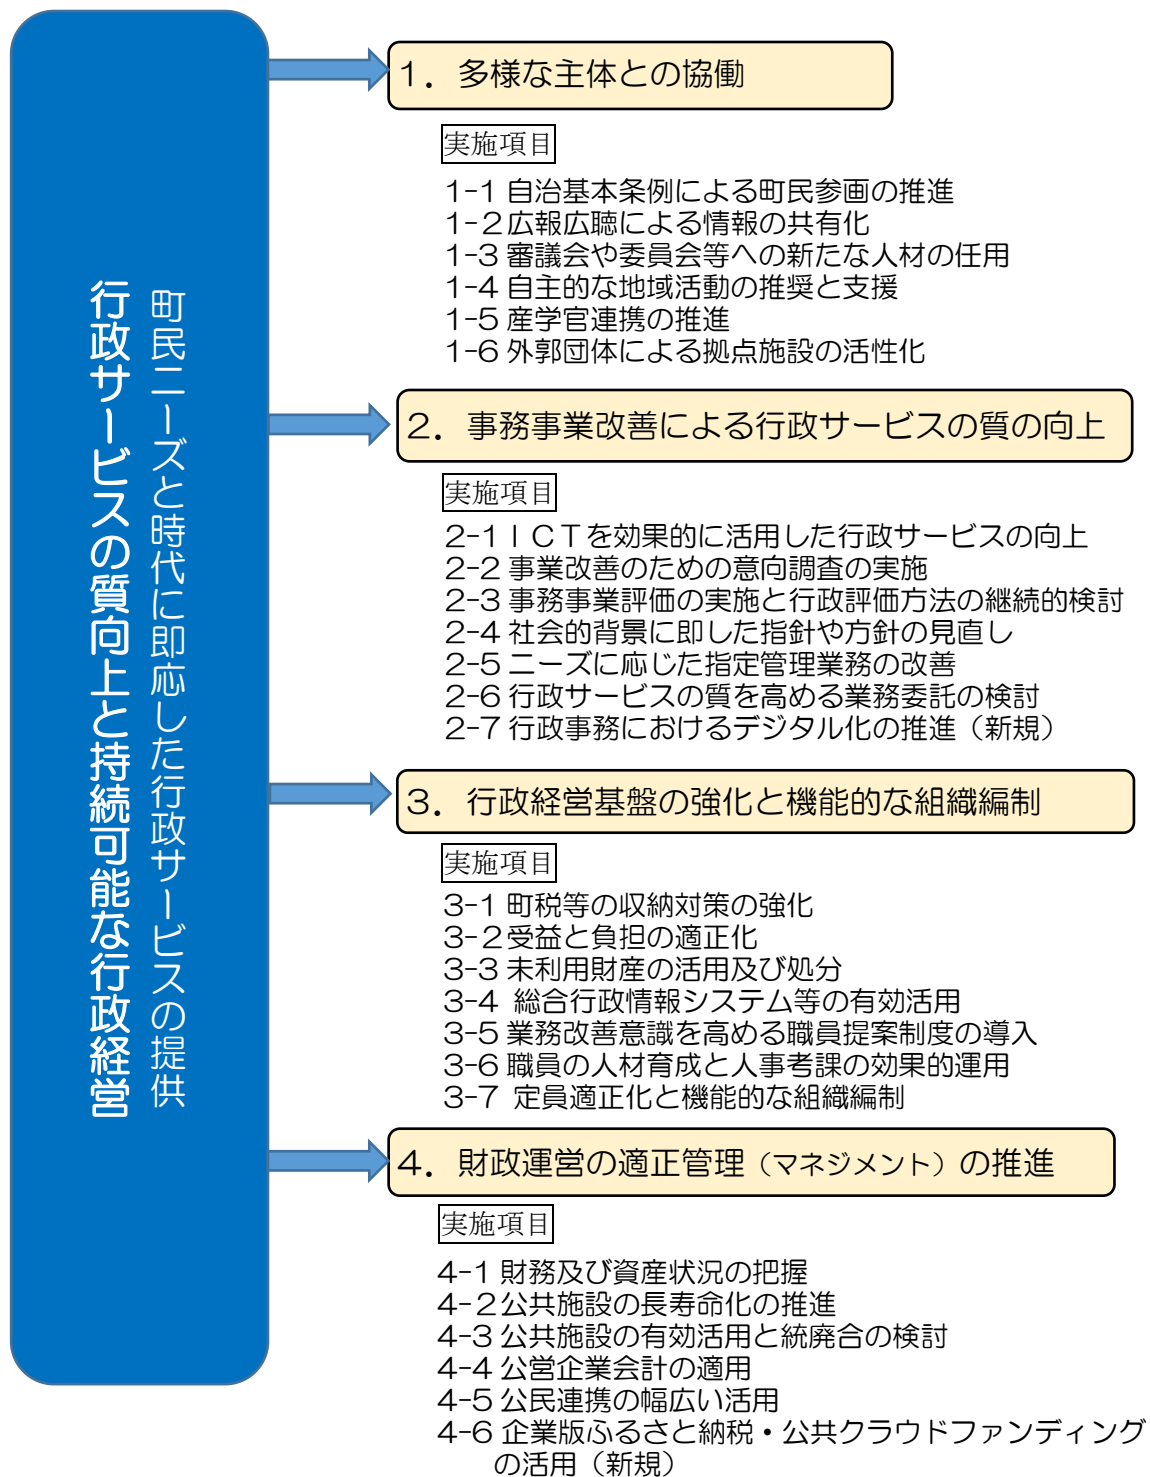 町民ニーズと時代に即応した行政サービスの提供
行政サービスの質向上と持続可能な行政経営
１．多様な主体との協働
実施項目
1-1 自治基本条例による町民参画の推進
1-２広報広聴による情報の共有化
1-3 審議会や委員会等への新たな人材の任用
1-4 自主的な地域活動の推奨と支援
1-5 産学官連携の推進
1-6 外郭団体による拠点施設の活性化
２．事務事業改善による行政サービスの質の向上
実施項目
2-1ＩＣＴを効果的に活用した行政サービスの向上
2-2 事業改善のための意向調査の実施
2-3 事務事業評価の実施と行政評価方法の継続的検討
2-4 社会的背景に即した指針や方針の見直し
2-5 ニーズに応じた指定管理業務の改善
2-6 行政サービスの質を高める業務委託の検討
2-7 行政事務におけるデジタル化の推進（新規）
３．行政経営基盤の強化と機能的な組織編制
実施項目
3-1 町税等の収納対策の強化
3-２受益と負担の適正化
3-3 未利用財産の活用及び処分
3-4 総合行政情報システム等の有効活用
3-5 業務改善意識を高める職員提案制度の導入
3-6 職員の人材育成と人事考課の効果的運用
3-7 定員適正化と機能的な組織編制
４．財政運営の適正管理（マネジメント）の推進
実施項目
4-1 財務及び資産状況の把握
4-２公共施設の長寿命化の推進
4-3 公共施設の有効活用と統廃合の検討
4-4 公営企業会計の適用
4-5 公民連携の幅広い活用
4-6 企業版ふるさと納税・公共クラウドファンディング
の活用（新規）